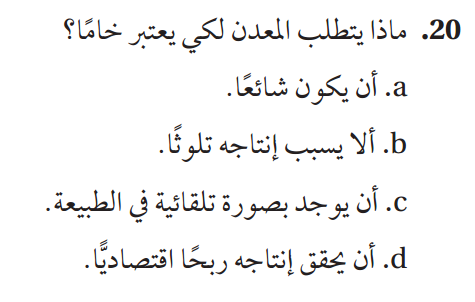 20. ماذا يتطلب المعدن لكي يعتبر خامًا؟
a. أن يكون شائعًا.
b. ألا يسبب إنتاجه تلوثًا.
c. أن يوجد بصورة تلقائية في الطبيعة.
d. أن يحقق إنتاجه ربحًا اقتصاديًّا.